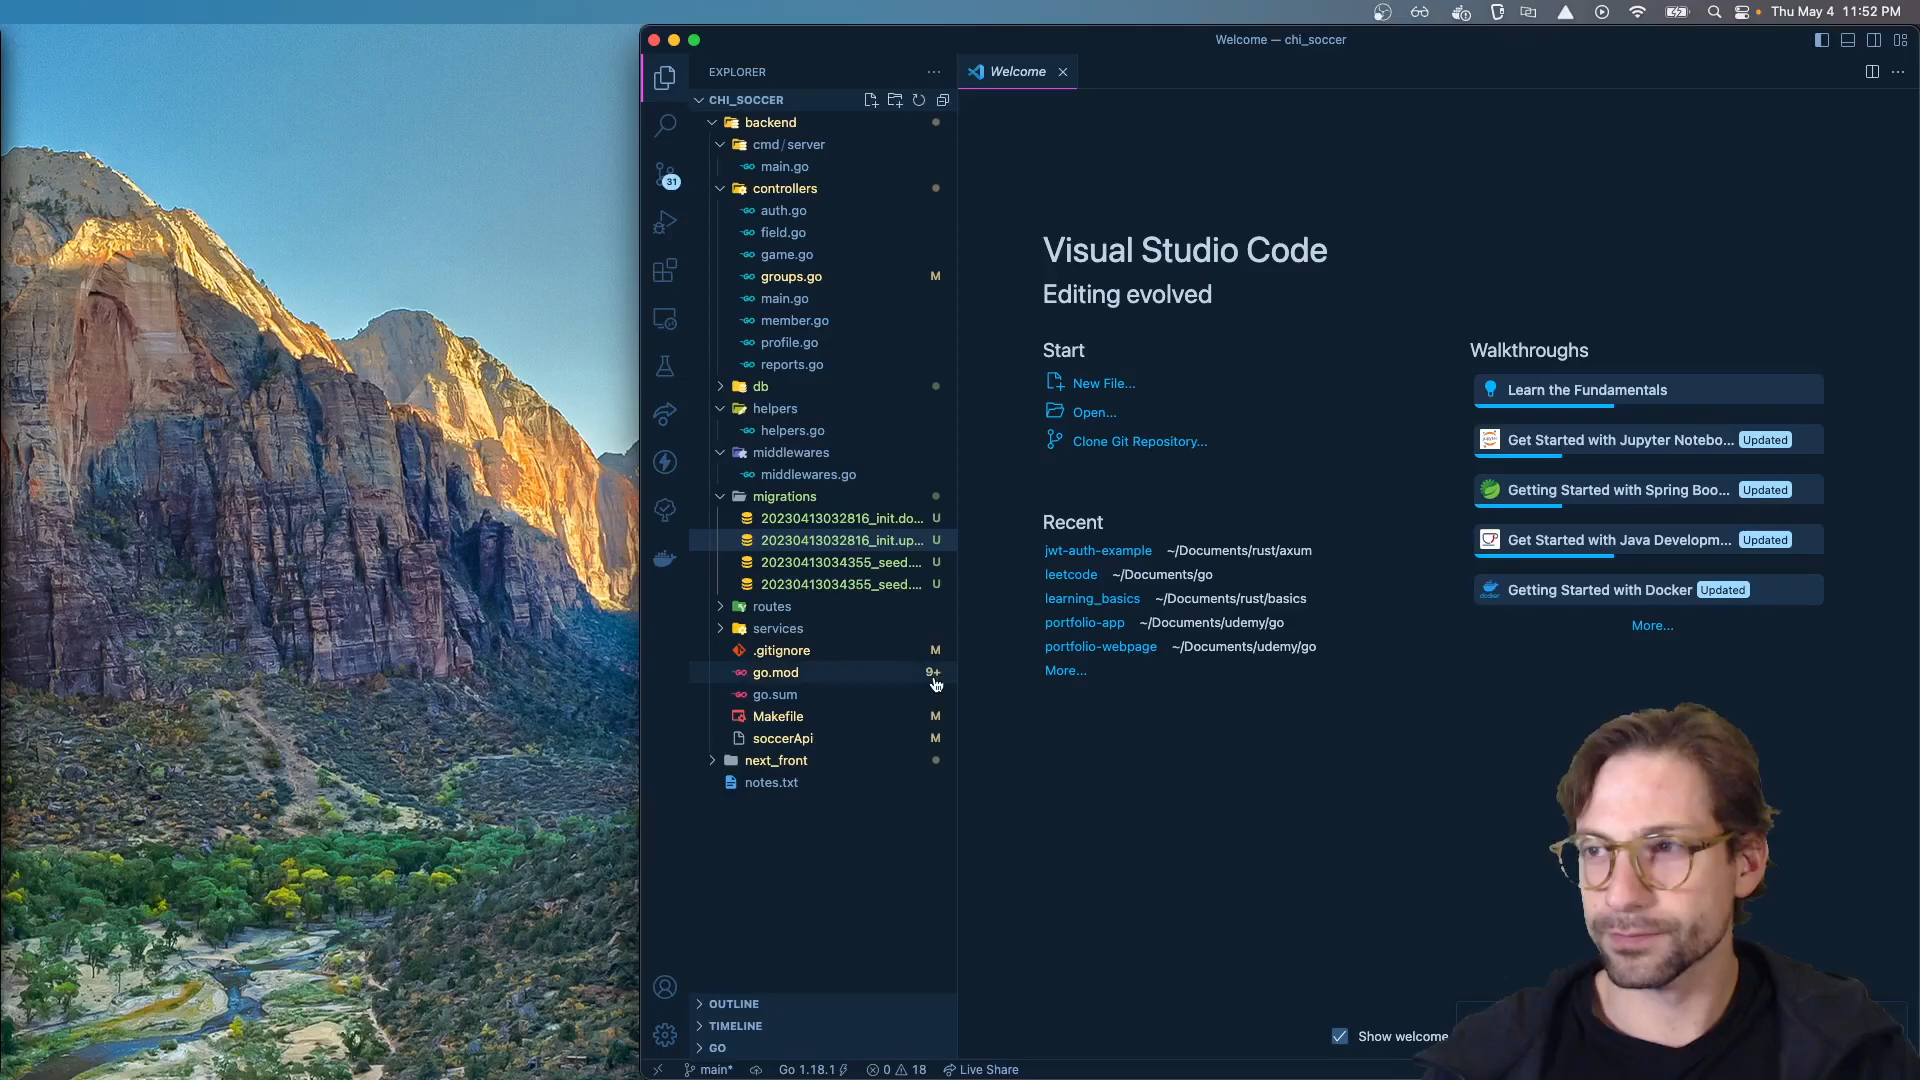 Thu May 4 11:52 PM
Welcome — chi_soccer
EXPLORER
Welcome
CHI_SOCCER
backend
cmd / server
main.go
controllers
auth.go
field.go
game.go
groups.go M
main.go
member.go
profile.go
reports.go
db
helpers
helpers.go
middlewares
middlewares.go
migrations
20230413032816_init.do... U
20230413032816_init.up... U
20230413034355_seed.... U
20230413034355_seed.... U
routes
services
.gitignore M
go.mod 9+
go.sum
Makefile M
soccerApi M
next_front
notes.txt
OUTLINE
TIMELINE
GO
31
Visual Studio Code
Editing evolved
Start
New File...
Open...
Clone Git Repository...
Recent
jwt-auth-example ~/Documents/rust/axum
leetcode ~/Documents/go
learning_basics ~/Documents/rust/basics
portfolio-app ~/Documents/udemy/go
portfolio-webpage ~/Documents/udemy/go
More...
Walkthroughs
Learn the Fundamentals
Get Started with Jupyter Notebo... Updated
Getting Started with Spring Boo... Updated
Get Started with Java Developm... Updated
Getting Started with Docker Updated
More...
Show welcome
main* Go 1.18.1 0 18 Live Share